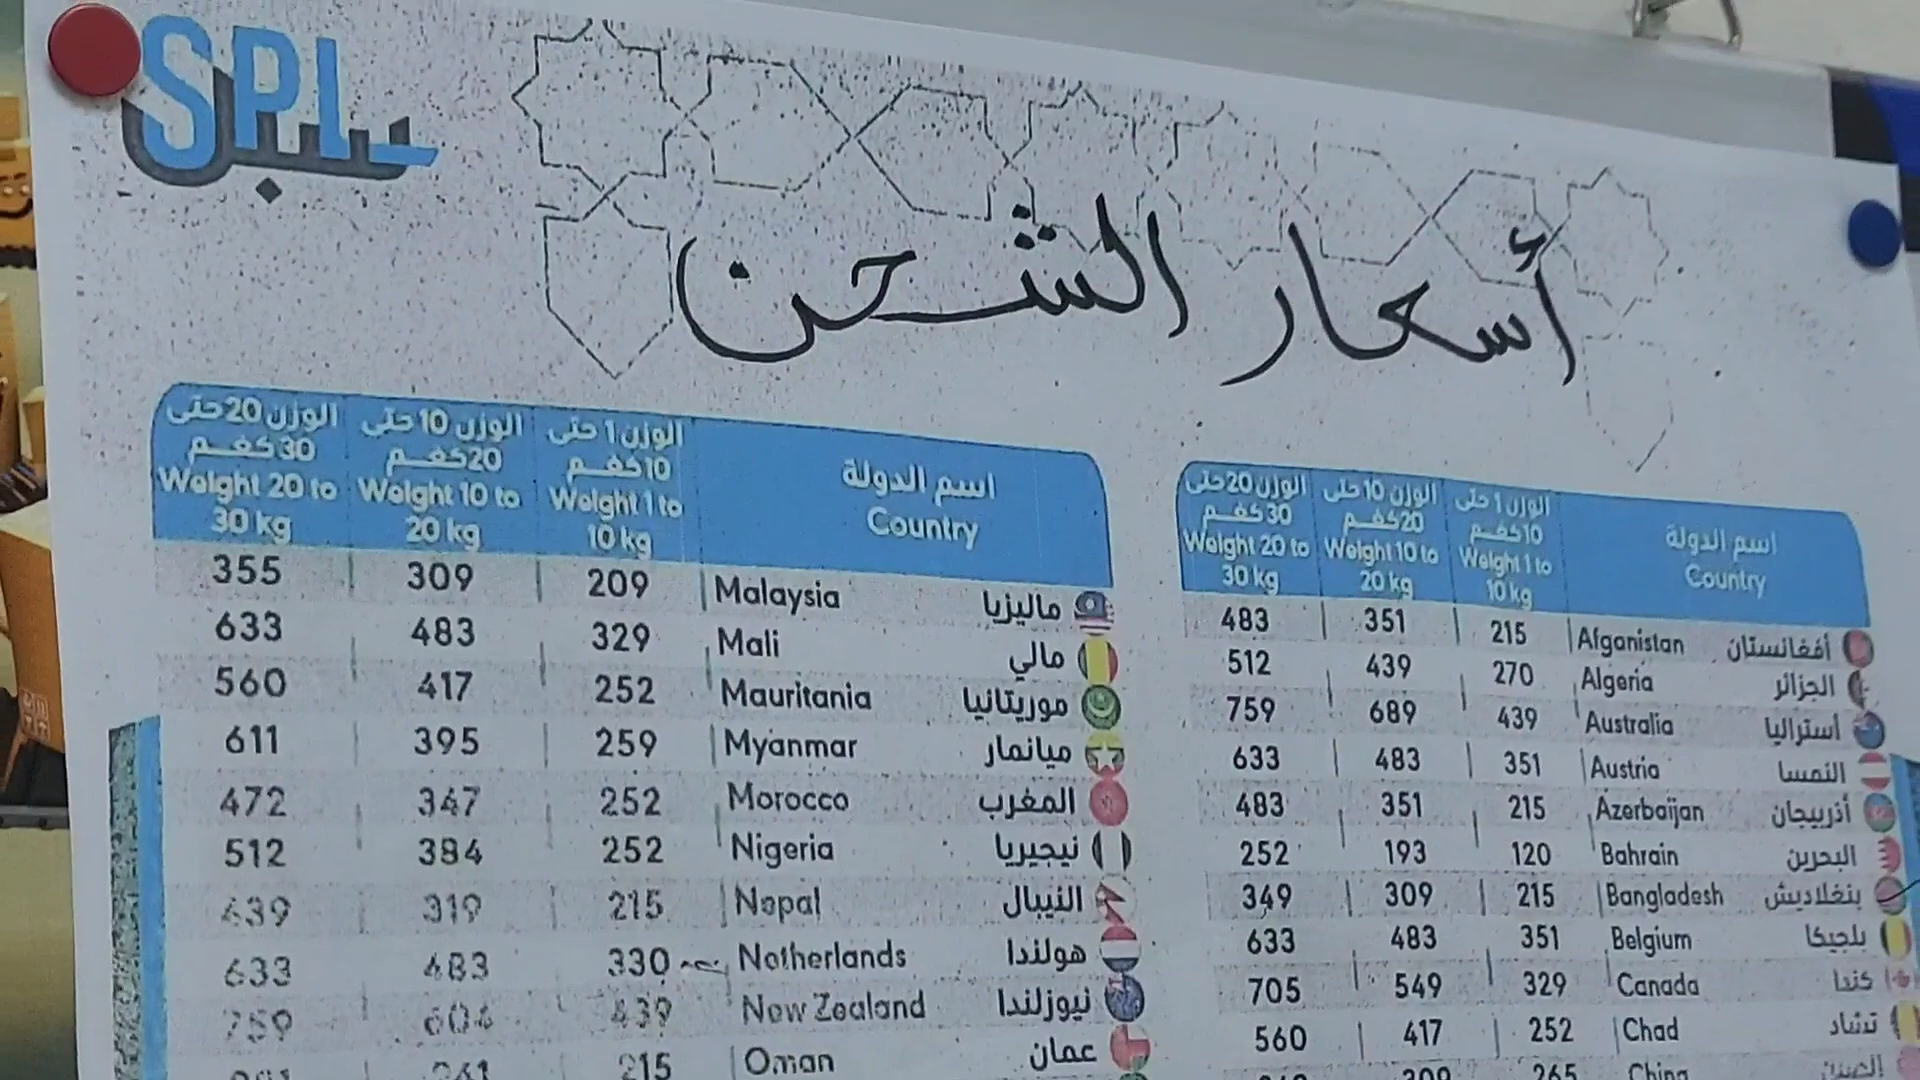 SPL
سبل
أسعار الشحن
الوزن 20 حتى 30 كغم الوزن 10 حتى 20 كغم الوزن 1 حتى 10 كغم اسم الدولة
Weight 20 to 30 kg Weight 10 to 20 kg Weight 1 to 10 kg Country
355 309 209 Malaysia ماليزيا
633 483 329 Mali مالي
560 417 252 Mauritania موريتانيا
611 395 259 Myanmar ميانمار
472 347 252 Morocco المغرب
512 384 252 Nigeria نيجيريا
439 319 215 Nepal النيبال
633 483 330 Netherlands هولندا
759 604 439 New Zealand نيوزلندا
215 Oman عمان
الوزن 20 حتى 30 كغم الوزن 10 حتى 20 كغم الوزن 1 حتى 10 كغم اسم الدولة
Weight 20 to 30 kg Weight 10 to 20 kg Weight 1 to 10 kg Country
483 351 215 Afganistan أفغانستان
512 439 270 Algeria الجزائر
759 689 439 Australia أستراليا
633 483 351 Austria النمسا
483 351 215 Azerbaijan أذربيجان
252 193 120 Bahrain البحرين
349 309 215 Bangladesh بنغلاديش
633 483 351 Belgium بلجيكا
705 549 329 Canada كندا
560 417 252 Chad تشاد
309 265 China الصين